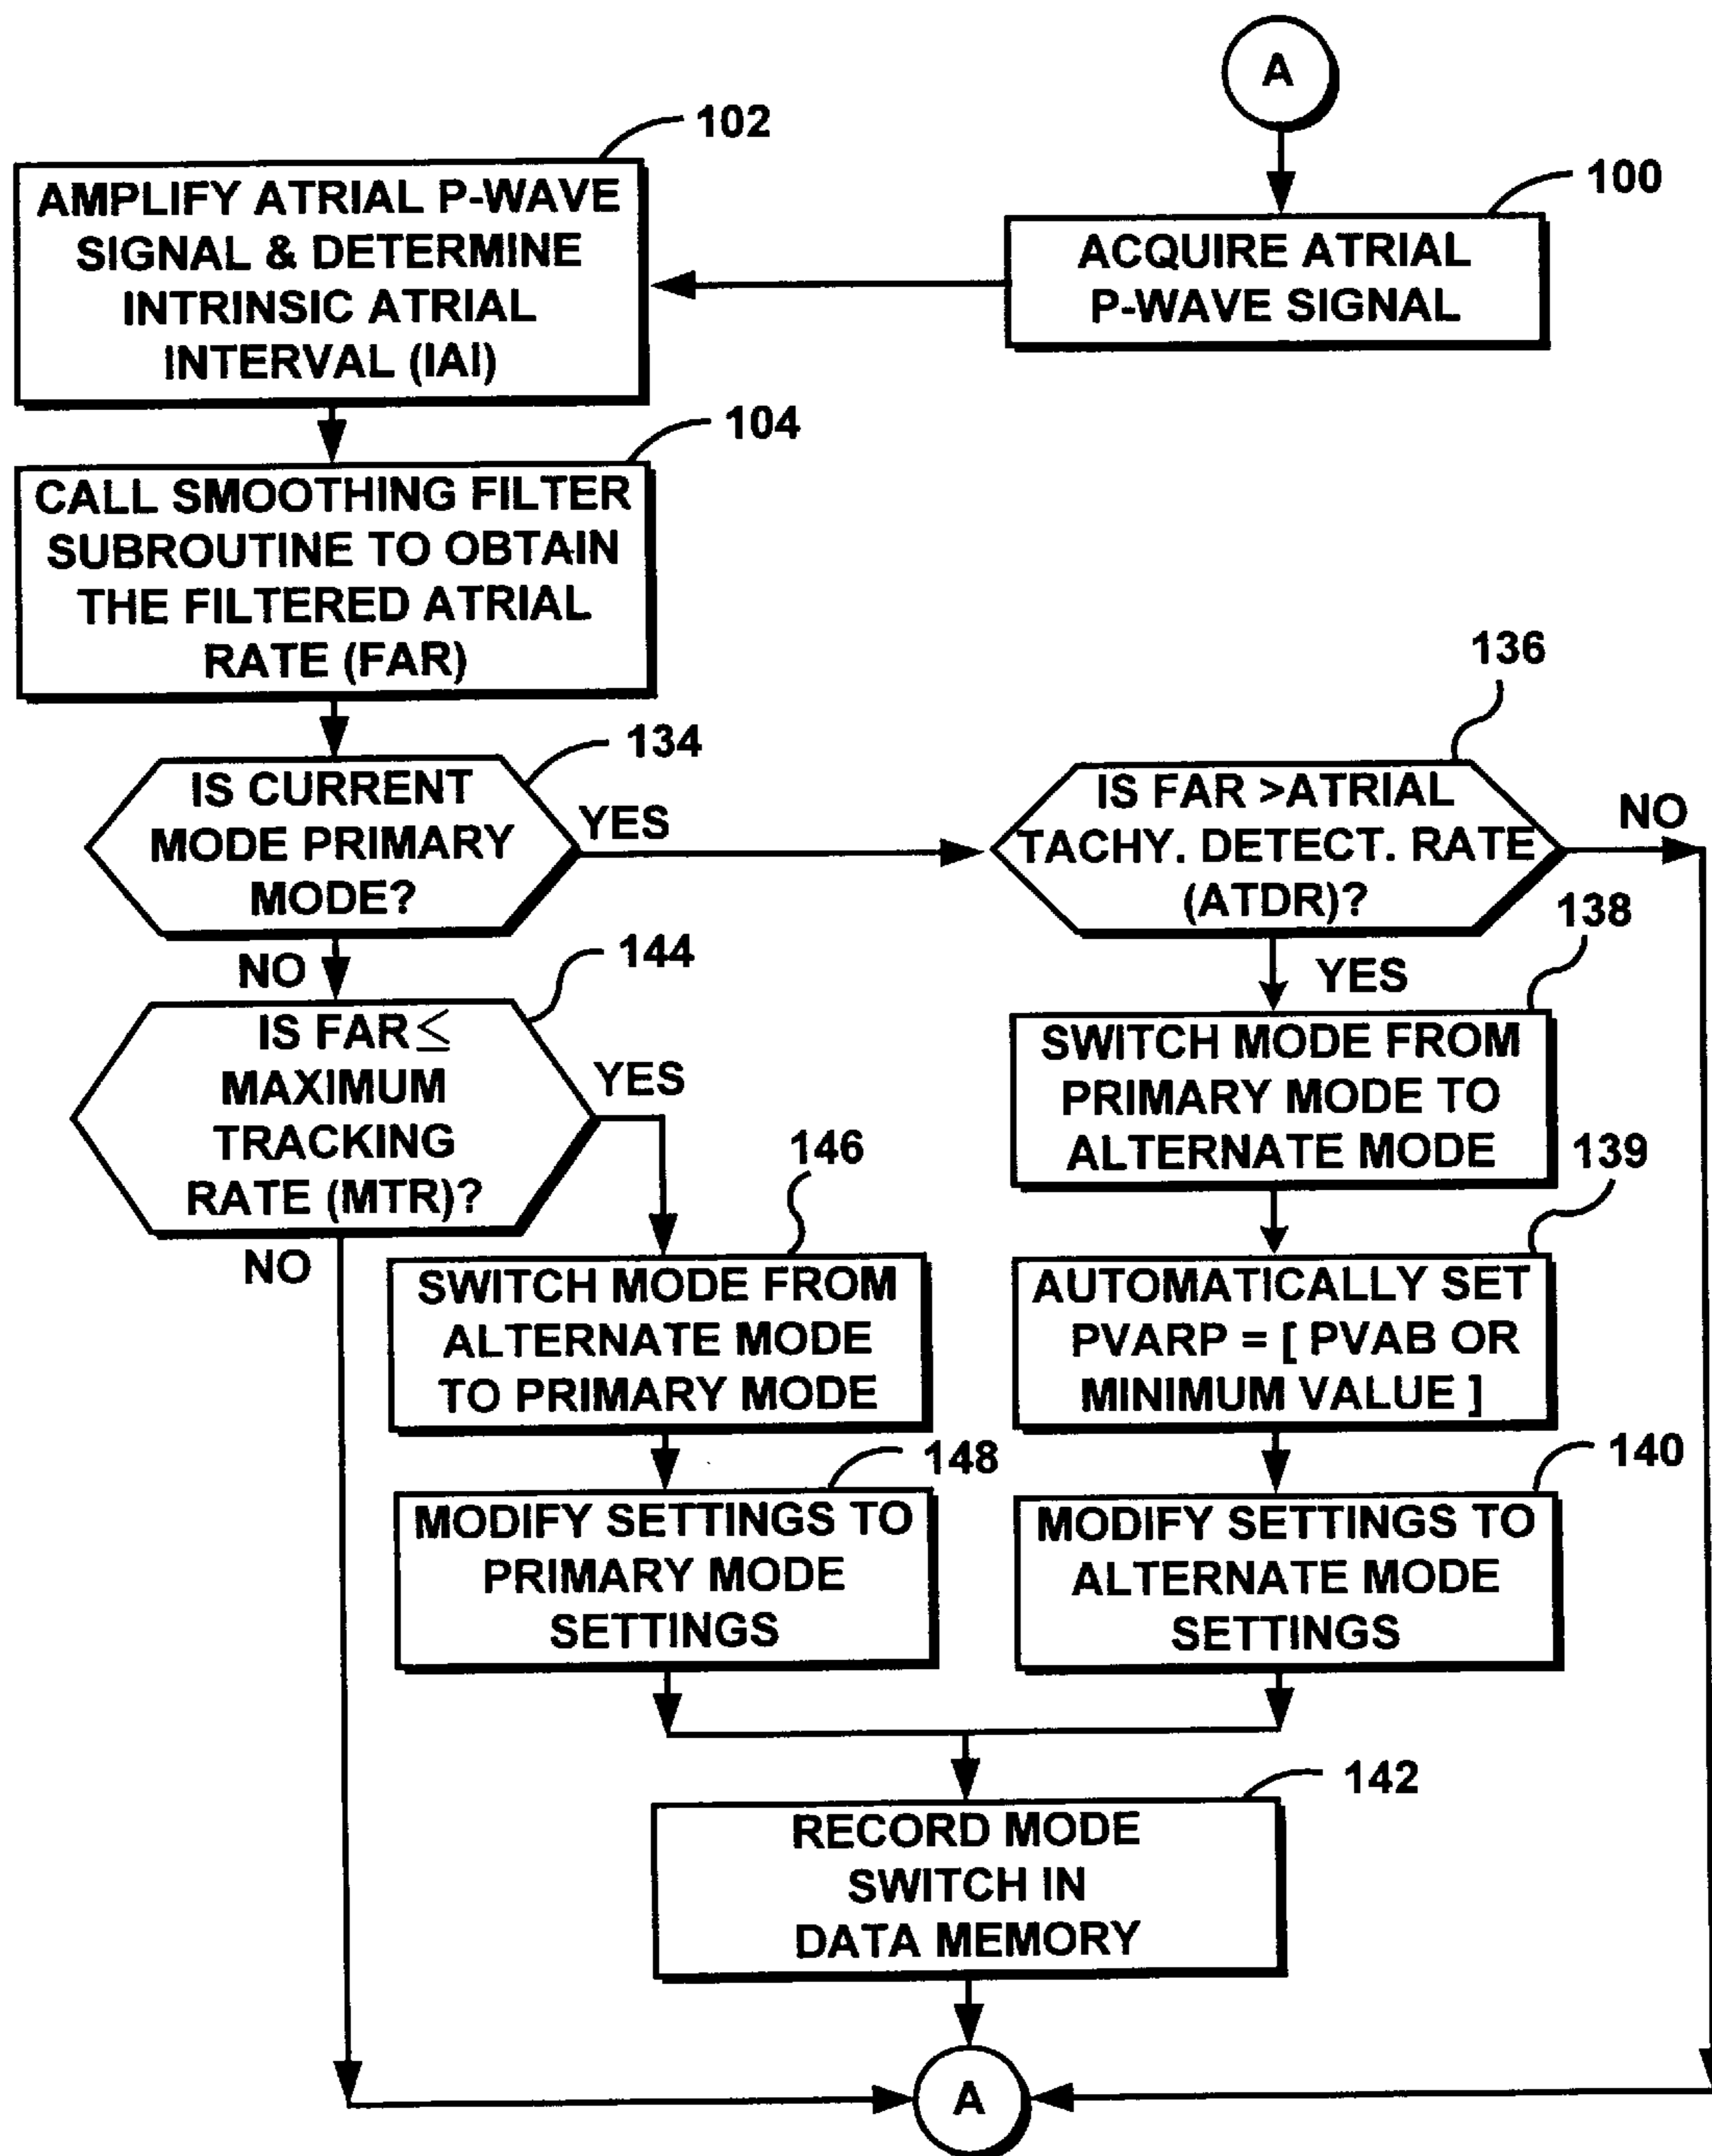 A
100
ACQUIRE ATRIAL
P-WAVE SIGNAL
102
AMPLIFY ATRIAL P-WAVE
SIGNAL & DETERMINE
INTRINSIC ATRIAL
INTERVAL (IAI)
104
CALL SMOOTHING FILTER
SUBROUTINE TO OBTAIN
THE FILTERED ATRIAL
RATE (FAR)
134
IS CURRENT
MODE PRIMARY
MODE?
YES
NO
136
IS FAR >ATRIAL
TACHY. DETECT. RATE
(ATDR)?
NO
YES
138
SWITCH MODE FROM
PRIMARY MODE TO
ALTERNATE MODE
139
AUTOMATICALLY SET
PVARP = [ PVAB OR
MINIMUM VALUE ]
140
MODIFY SETTINGS TO
ALTERNATE MODE
SETTINGS
144
IS FAR ≤
MAXIMUM
TRACKING
RATE (MTR)?
YES
NO
146
SWITCH MODE FROM
ALTERNATE MODE
TO PRIMARY MODE
148
MODIFY SETTINGS TO
PRIMARY MODE
SETTINGS
142
RECORD MODE
SWITCH IN
DATA MEMORY
A